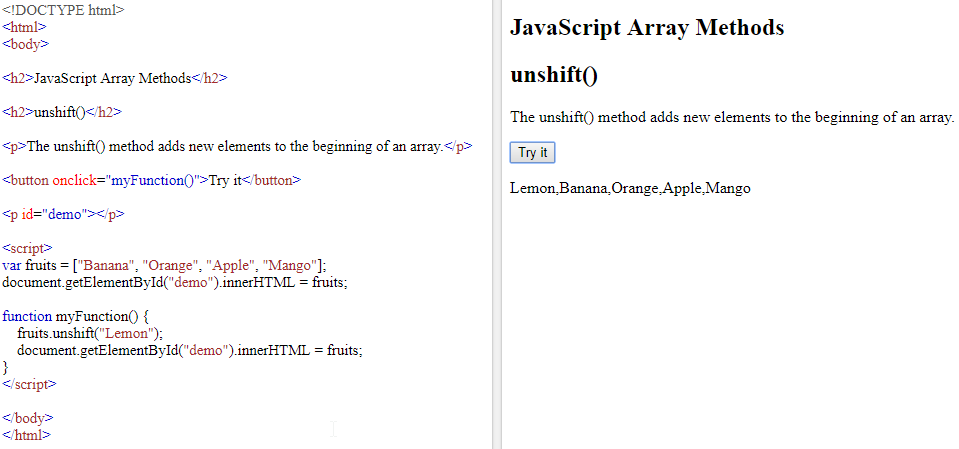 <!DOCTYPE html>
<html>
<body>
<h2>JavaScript Array Methods</h2>
<h2>unshift()</h2>
<p>The unshift() method adds new elements to the beginning of an array.</p>
<button onclick="myFunction()">Try it</button>
<p id="demo"></p>
<script>
var fruits = ["Banana", "Orange", "Apple", "Mango"];
document.getElementById("demo").innerHTML = fruits;
function myFunction() {
    fruits.unshift("Lemon");
    document.getElementById("demo").innerHTML = fruits;
}
</script>
</body>
</html>
JavaScript Array Methods
unshift()
The unshift() method adds new elements to the beginning of an array.
Try it
Lemon,Banana,Orange,Apple,Mango